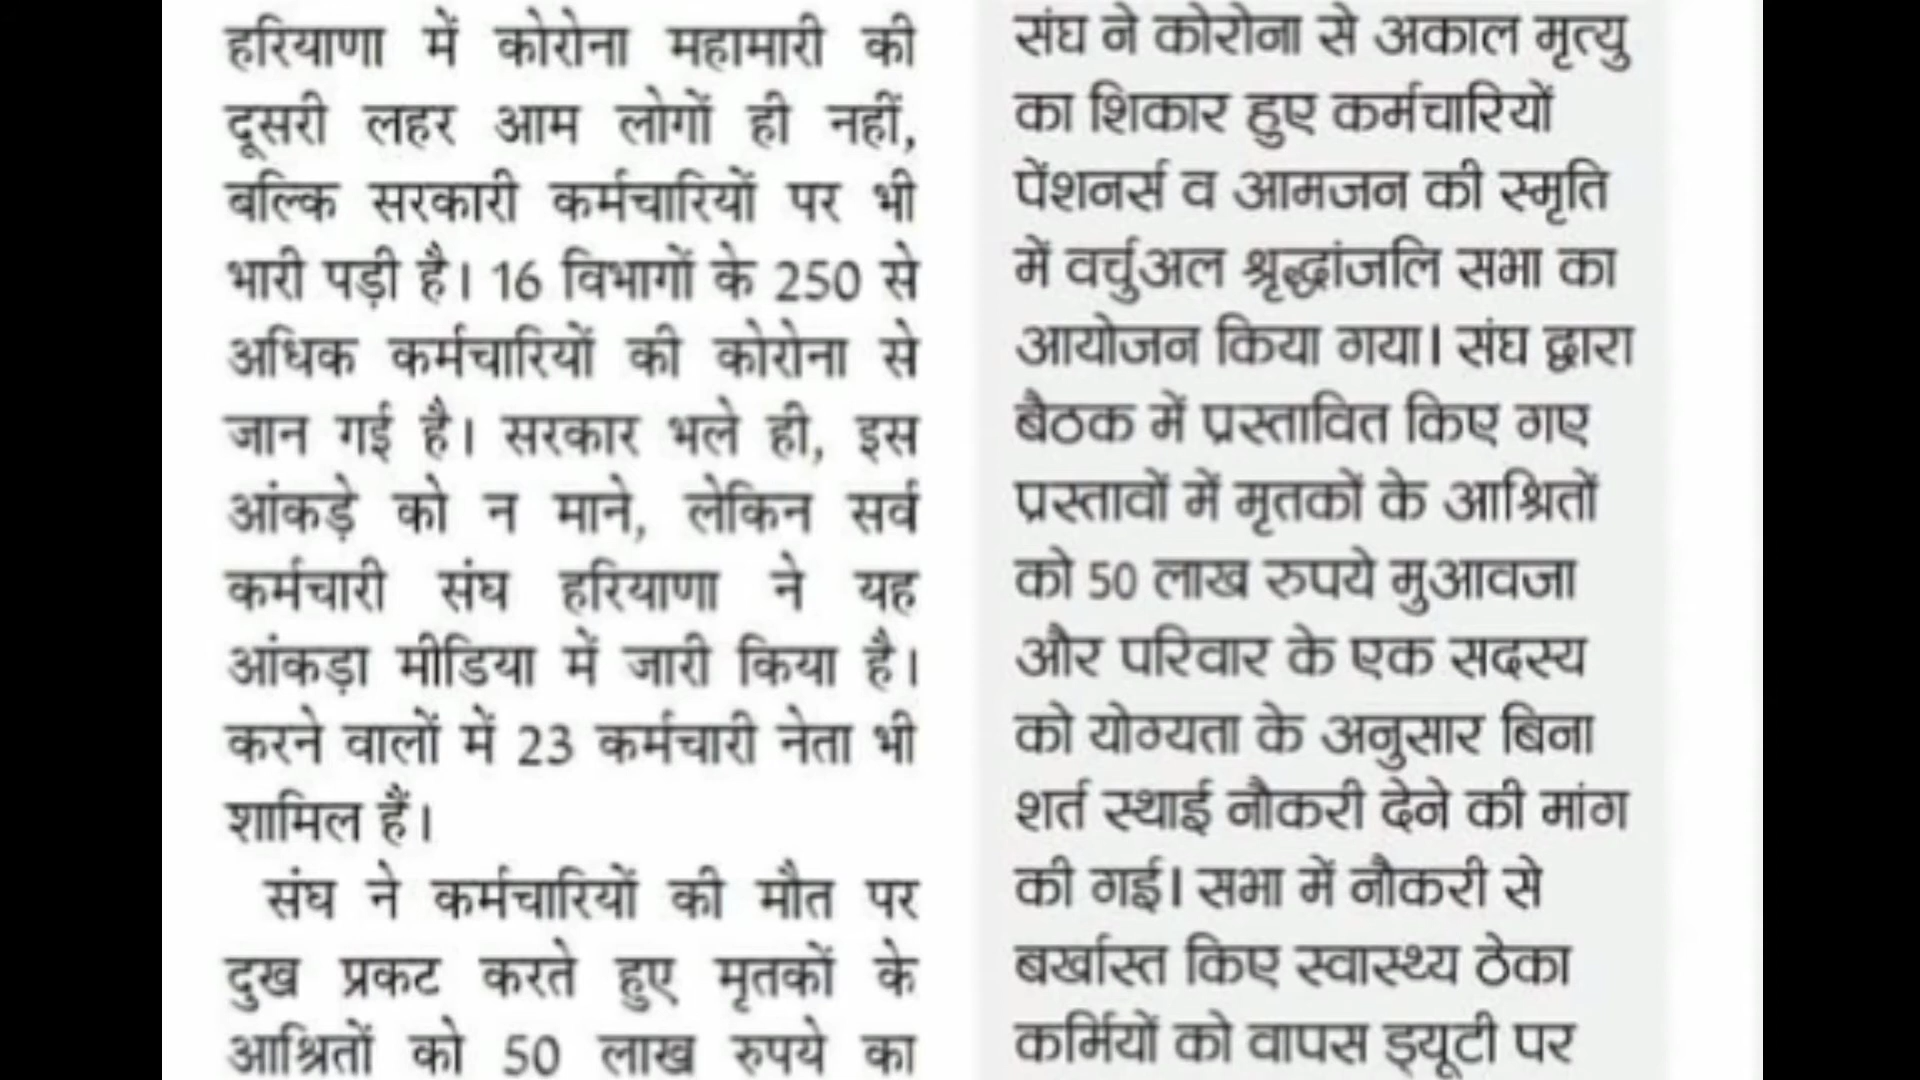 हरियाणा में कोरोना महामारी की
दूसरी लहर आम लोगों ही नहीं,
बल्कि सरकारी कर्मचारियों पर भी
भारी पड़ी है। 16 विभागों के 250 से
अधिक कर्मचारियों की कोरोना से
जान गई है। सरकार भले ही, इस
आंकड़े को न माने, लेकिन सर्व
कर्मचारी संघ हरियाणा ने यह
आंकड़ा मीडिया में जारी किया है।
करने वालों में 23 कर्मचारी नेता भी
शामिल हैं।
संघ ने कर्मचारियों की मौत पर
दुख प्रकट करते हुए मृतकों के
आश्रितों को 50 लाख रुपये का
संघ ने कोरोना से अकाल मृत्यु
का शिकार हुए कर्मचारियों
पेंशनर्स व आमजन की स्मृति
में वर्चुअल श्रृद्धांजलि सभा का
आयोजन किया गया। संघ द्वारा
बैठक में प्रस्तावित किए गए
प्रस्तावों में मृतकों के आश्रितों
को 50 लाख रुपये मुआवजा
और परिवार के एक सदस्य
को योग्यता के अनुसार बिना
शर्त स्थाई नौकरी देने की मांग
की गई। सभा में नौकरी से
बर्खास्त किए स्वास्थ्य ठेका
कर्मियों को वापस ड्यूटी पर